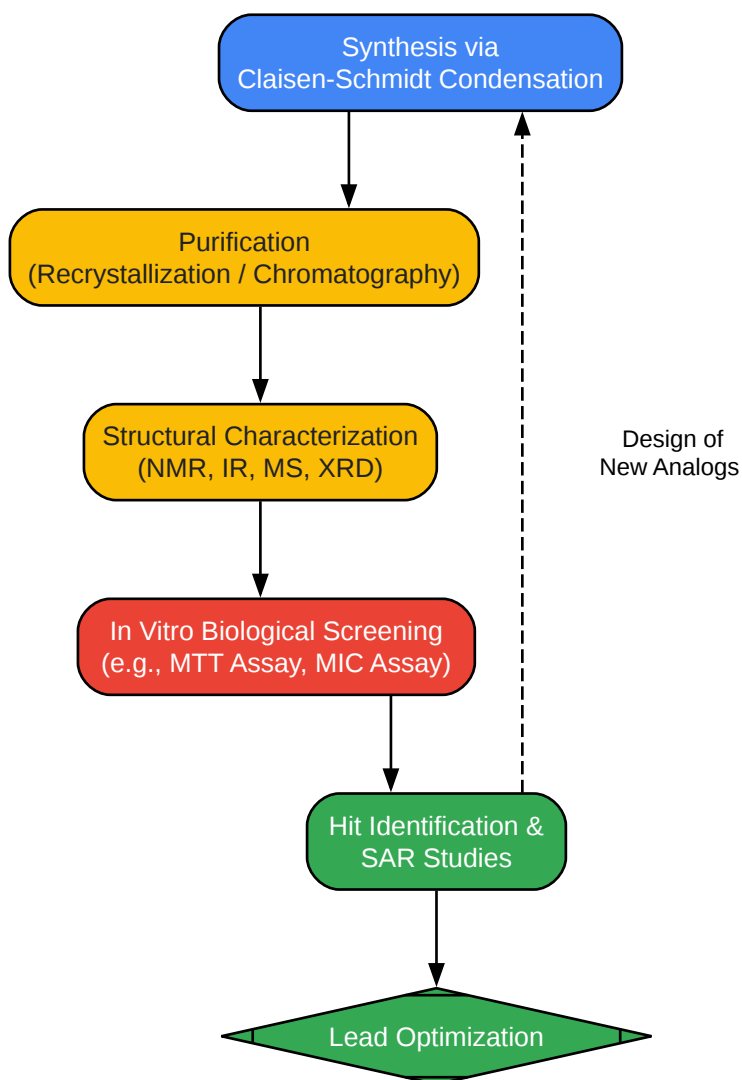 Synthesis via
Claisen-Schmidt Condensation
Purification
(Recrystallization / Chromatography)
Structural Characterization
(NMR, IR, MS, XRD)
Design of
New Analogs
In Vitro Biological Screening
(e.g., MTT Assay, MIC Assay)
Hit Identification &
SAR Studies
Lead Optimization